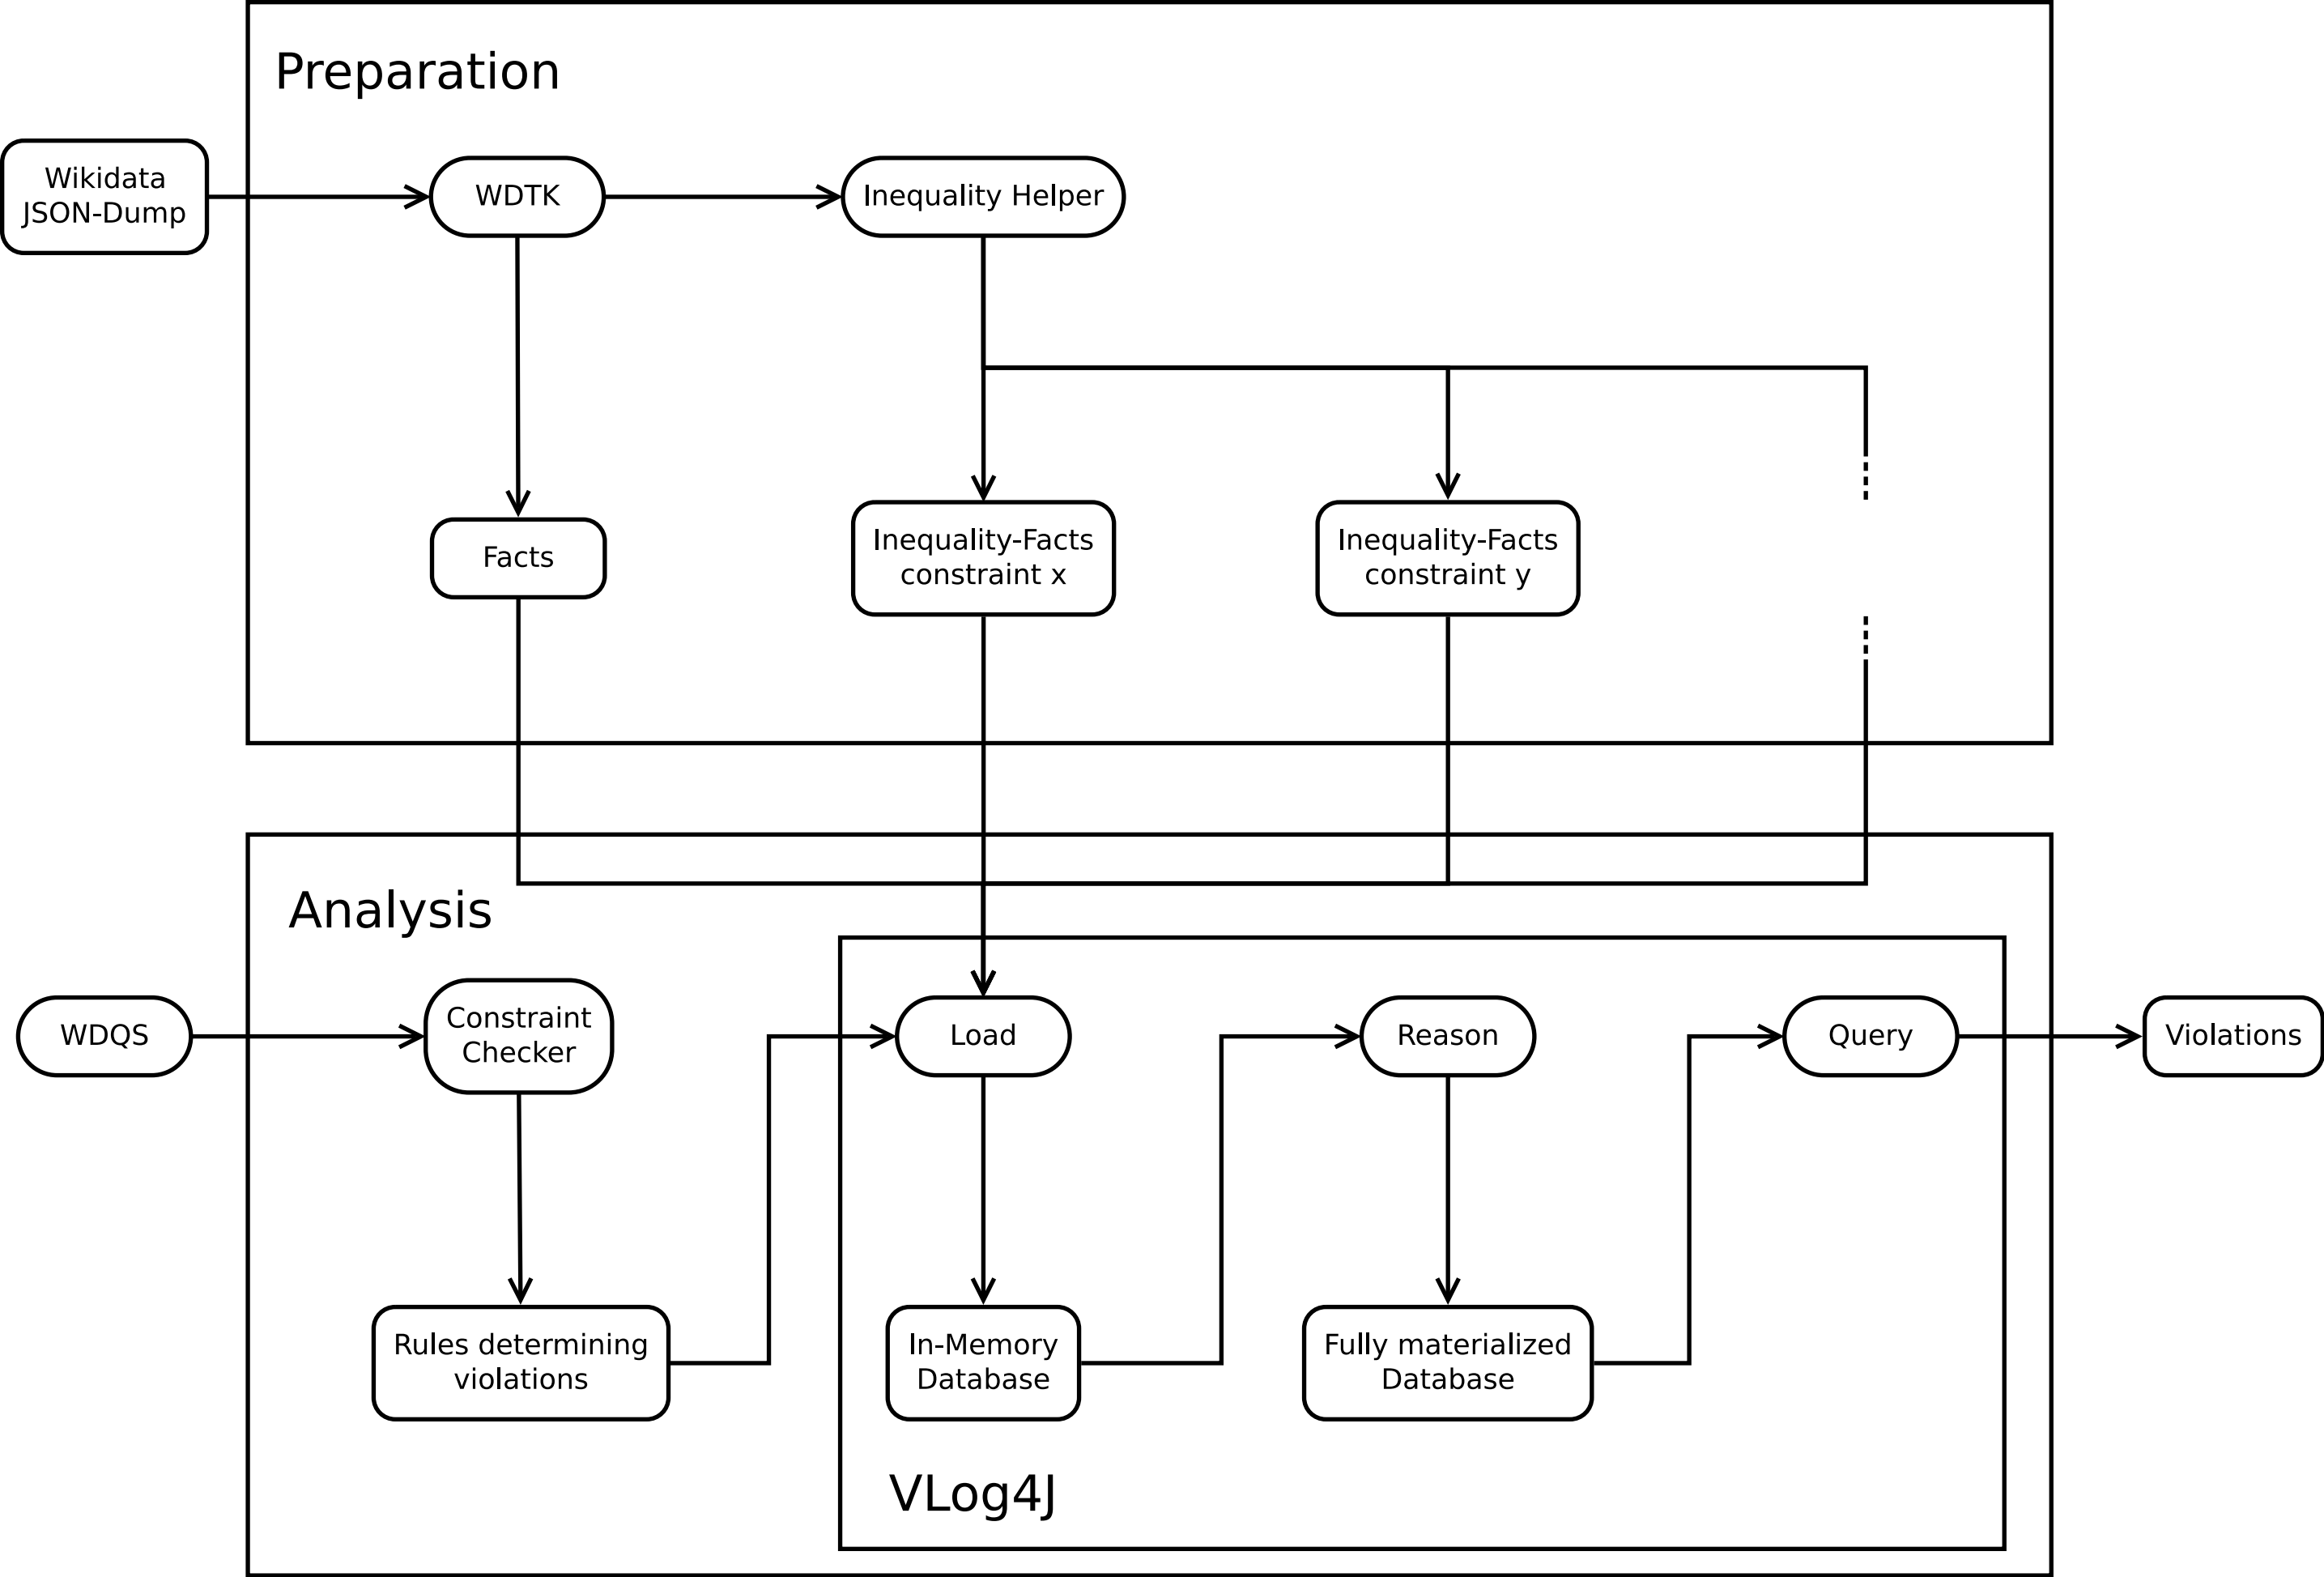 Preparation
Wikidata
JSON-Dump
WDTK
Inequality Helper
Facts
Inequality-Facts
constraint x
Inequality-Facts
constraint y
Analysis
WDQS
Constraint
Checker
Load
Reason
Query
Violations
Rules determining
violations
In-Memory
Database
Fully materialized
Database
VLog4J